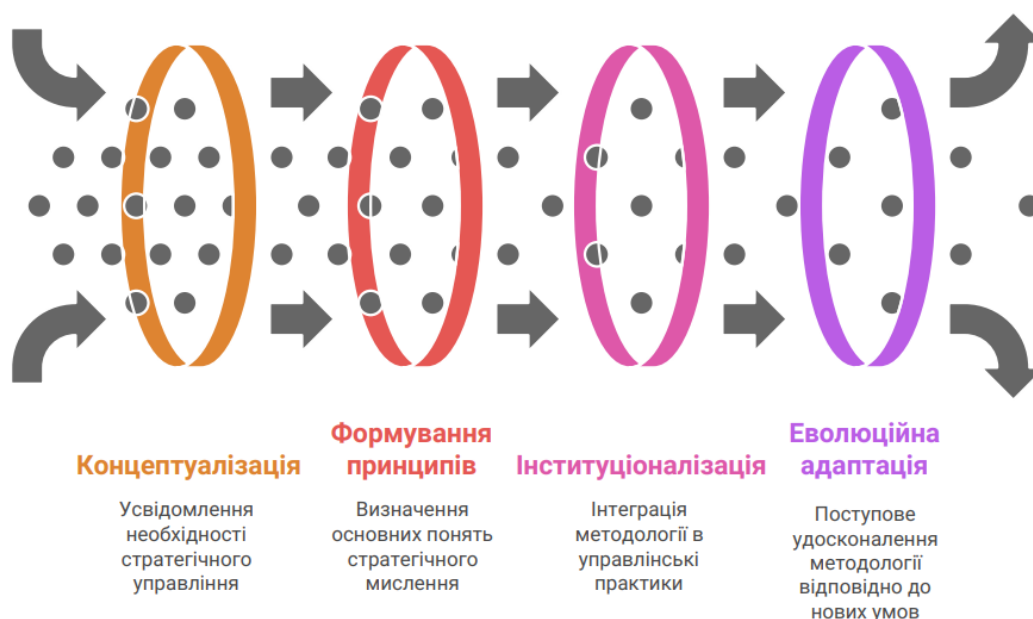 Концептуалізація
Усвідомлення
необхідності
стратегічного
управління
Формування
принципів
Визначення
основних понять
стратегічного
мислення
Інституціоналізація
Інтеграція
методології в
управлінські
практики
Еволюційна
адаптація
Поступове
удосконалення
методології
відповідно до
нових умов